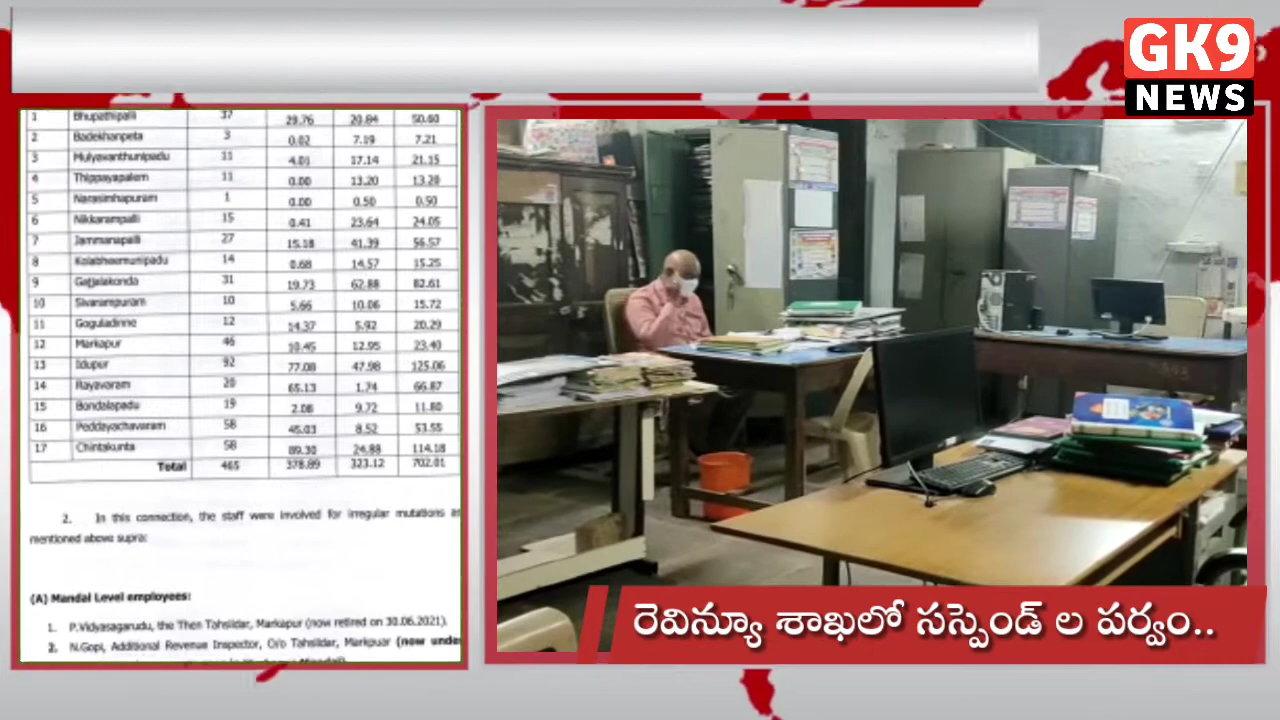 GK9
NEWS
1 Bhupathipalli 37 29.76 20.84 50.60
2 Badekhanpeta 3 0.02 7.19 7.21
3 Mulyavanthunipadu 11 4.01 17.14 21.15
4 Thippayapalem 11 0.00 13.20 13.20
5 Narasimhapuram 1 0.00 0.50 0.50
6 Nikkarampalli 15 0.41 23.64 24.05
7 Jammanapalli 27 15.18 41.39 56.57
8 Kolabheemunipadu 14 0.68 14.57 15.25
9 Gajjalakonda 31 19.73 62.88 82.61
10 Sivarampuram 10 5.66 10.06 15.72
11 Goguladinne 12 14.37 5.92 20.29
12 Markapur 46 10.45 12.95 23.40
13 Idupur 92 77.08 47.98 125.06
14 Rayavaram 20 65.13 1.74 66.87
15 Bondalapadu 19 2.08 9.72 11.80
16 Peddayachavaram 58 45.03 8.52 53.55
17 Chintakunta 58 89.30 24.88 114.18
Total 465 378.89 323.12 702.01
2. In this connection, the staff were involved for irregular mutations as
mentioned above supra:
(A) Mandal Level employees:
1. P.Vidyasagarudu, the Then Tahsildar, Markapur (now retired on 30.06.2021).
2. N.Gopi, Additional Revenue Inspector, O/o Tahsildar, Markpuar (now under
రెవిన్యూ శాఖలో సస్పెండ్ ల పర్వం..